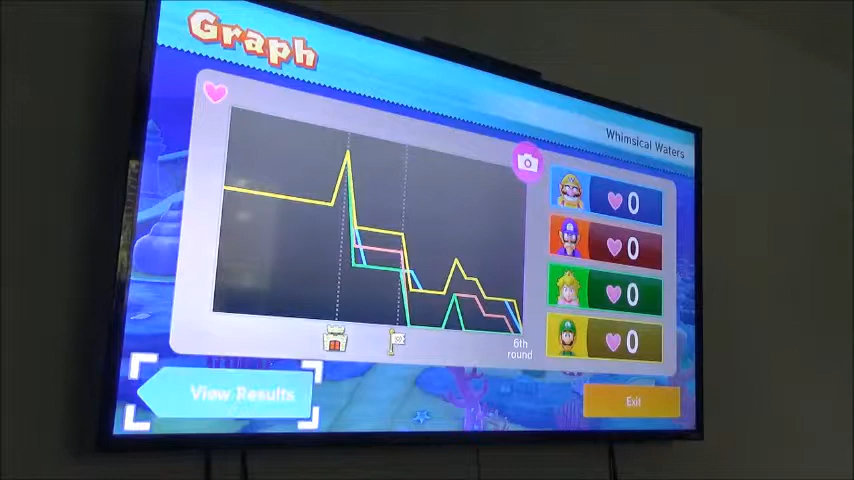 Graph
Whimsical Waters
0
0
0
0
6th
round
View Results
Exit